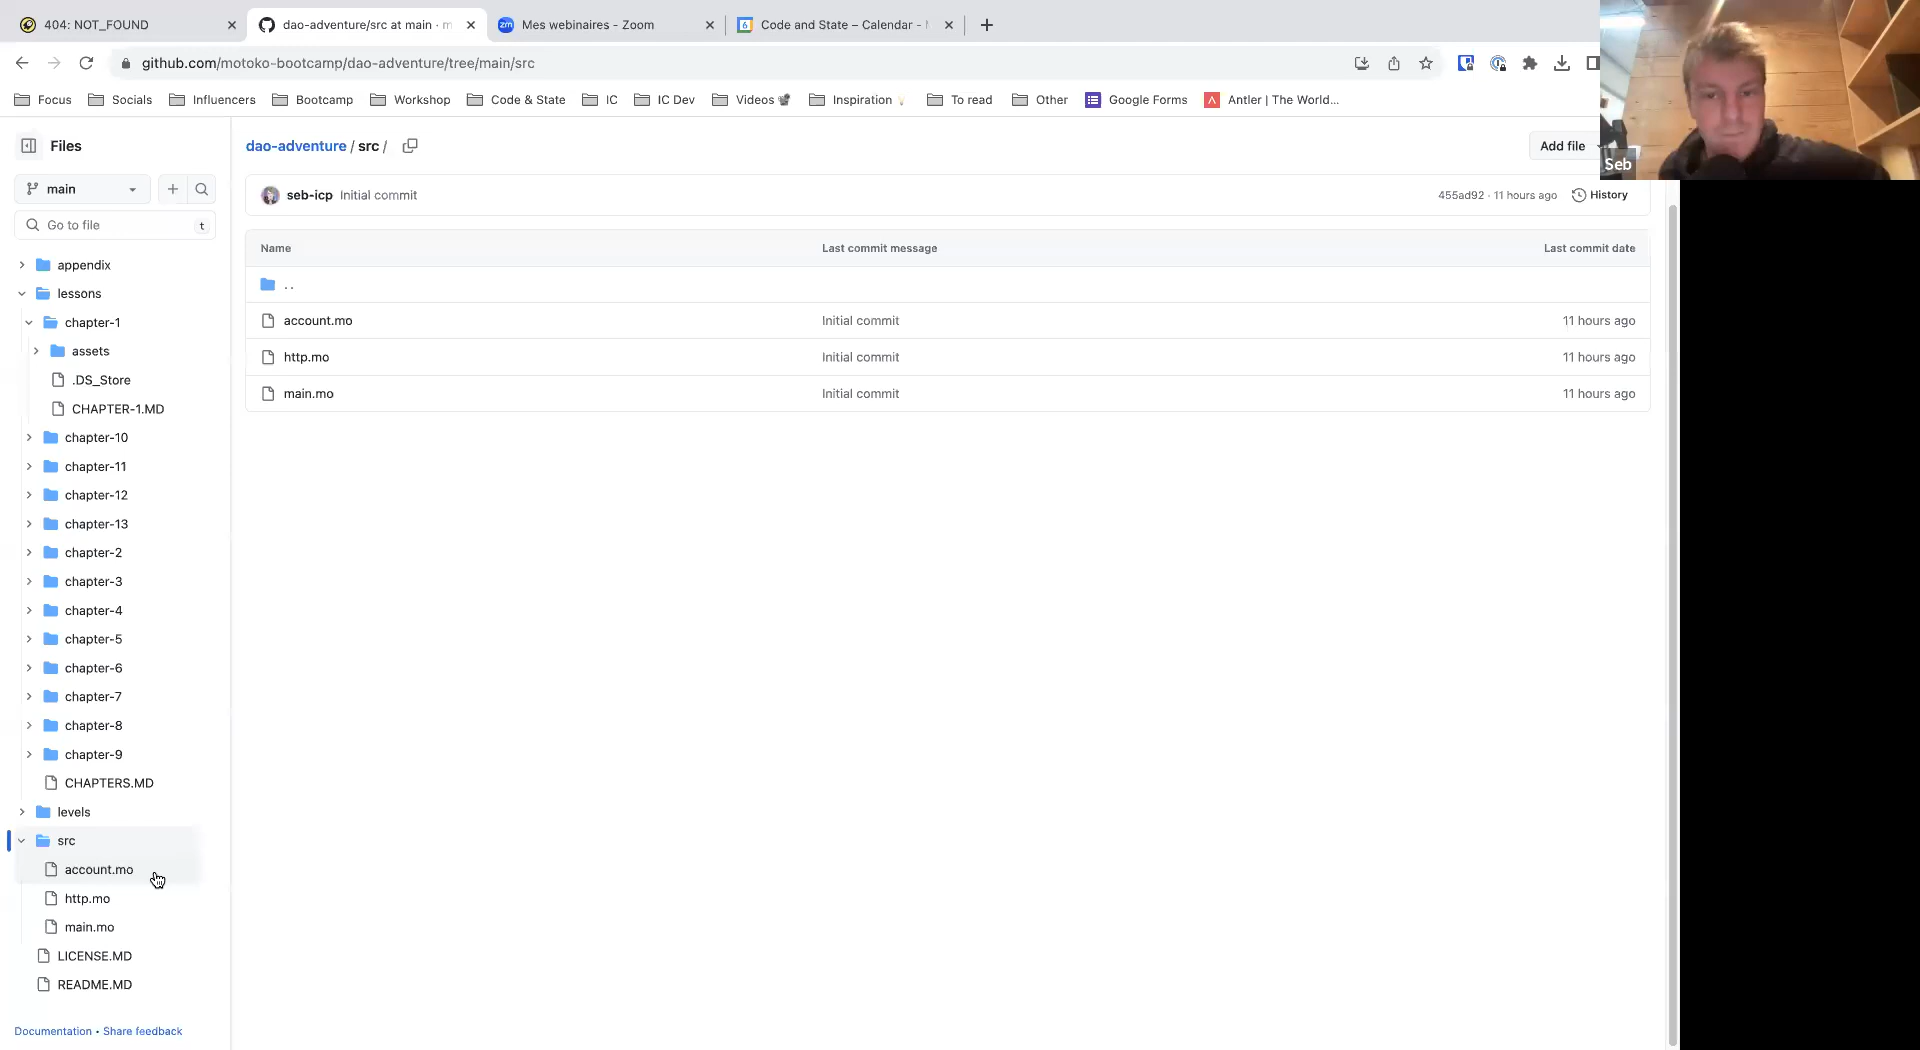 404: NOT_FOUND
dao-adventure/src at main · m
Mes webinaires - Zoom
Code and State – Calendar -
github.com/motoko-bootcamp/dao-adventure/tree/main/src
Focus
Socials
Influencers
Bootcamp
Workshop
Code & State
IC
IC Dev
Videos
Inspiration
To read
Other
Google Forms
Antler | The World...
Seb
Files
main
Go to file
t
appendix
lessons
chapter-1
assets
.DS_Store
CHAPTER-1.MD
chapter-10
chapter-11
chapter-12
chapter-13
chapter-2
chapter-3
chapter-4
chapter-5
chapter-6
chapter-7
chapter-8
chapter-9
CHAPTERS.MD
levels
src
account.mo
http.mo
main.mo
LICENSE.MD
README.MD
Documentation • Share feedback
dao-adventure / src /
Add file
seb-icp Initial commit
455ad92 · 11 hours ago
History
Name Last commit message Last commit date
..
account.mo Initial commit 11 hours ago
http.mo Initial commit 11 hours ago
main.mo Initial commit 11 hours ago